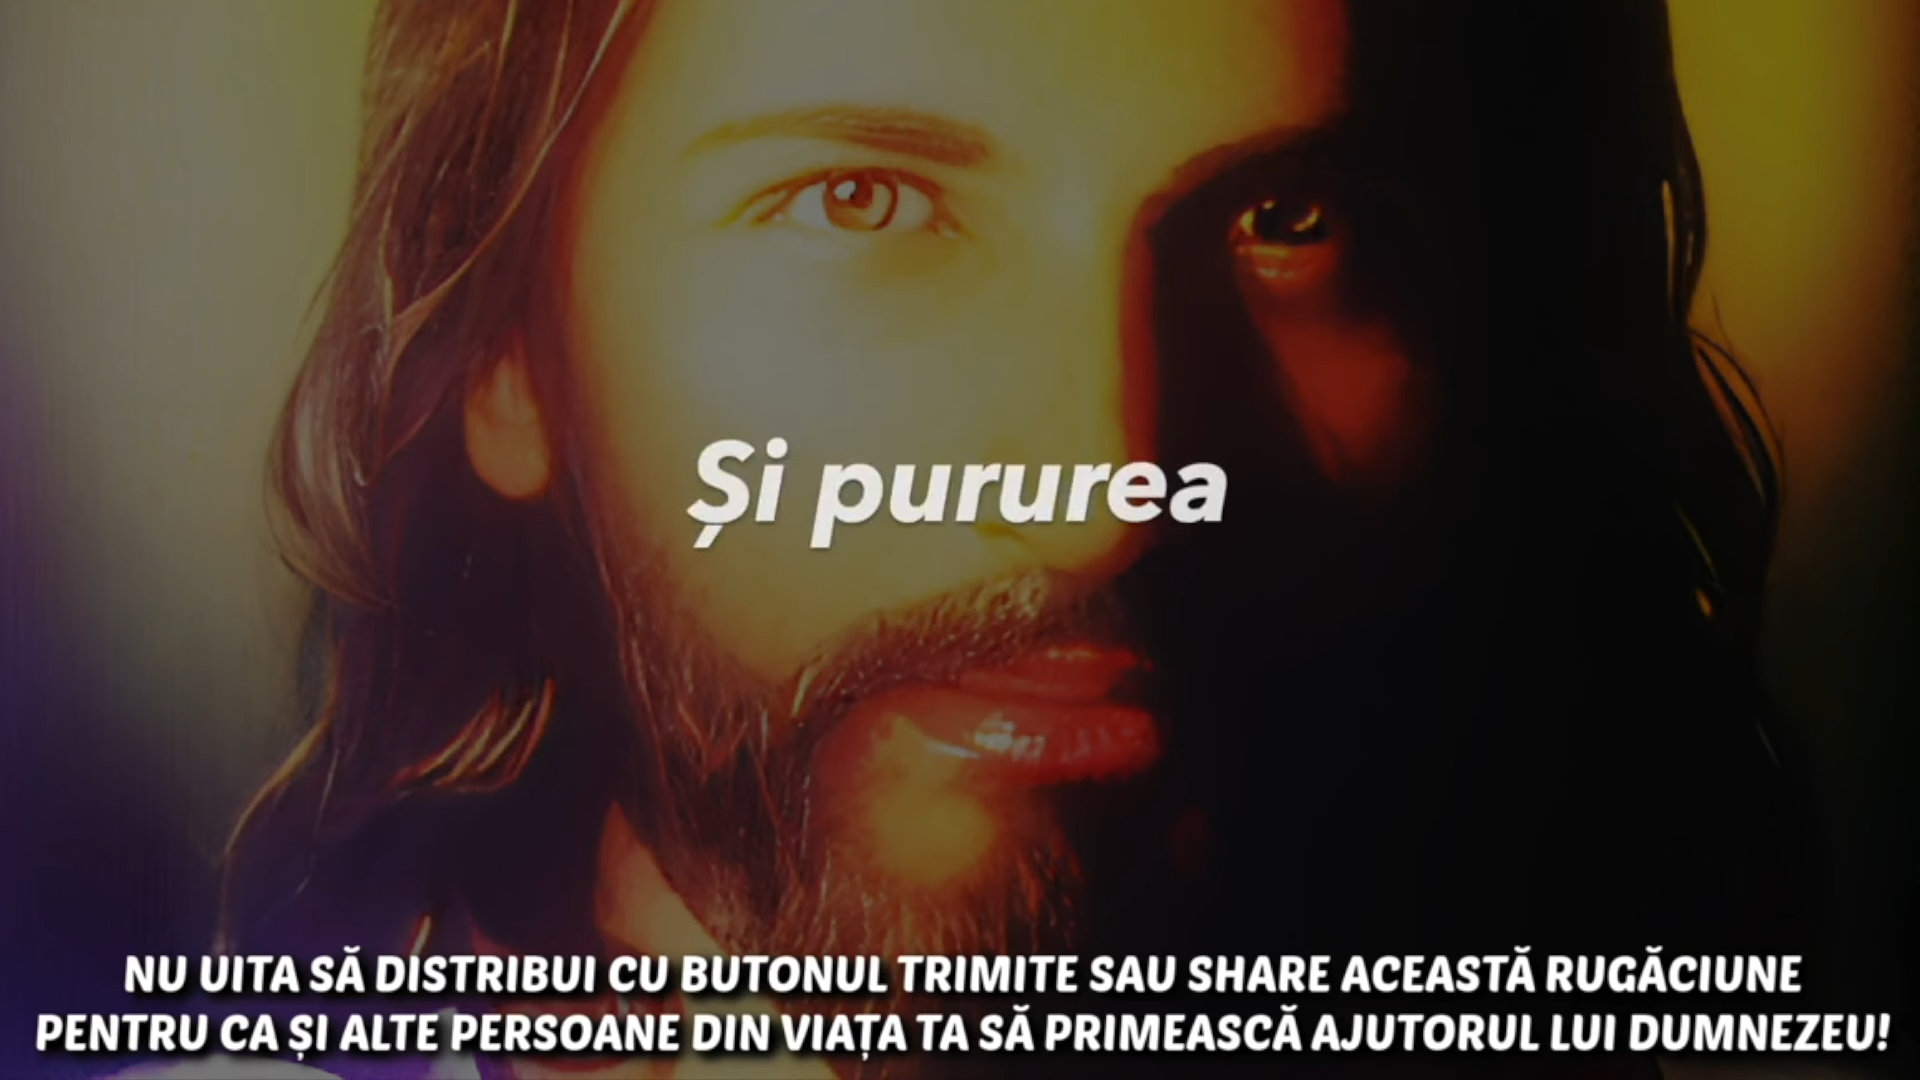 Și pururea
NU UITA SĂ DISTRIBUI CU BUTONUL TRIMITE SAU SHARE ACEASTĂ RUGĂCIUNE
PENTRU CA ȘI ALTE PERSOANE DIN VIAȚA TA SĂ PRIMEASCĂ AJUTORUL LUI DUMNEZEU!